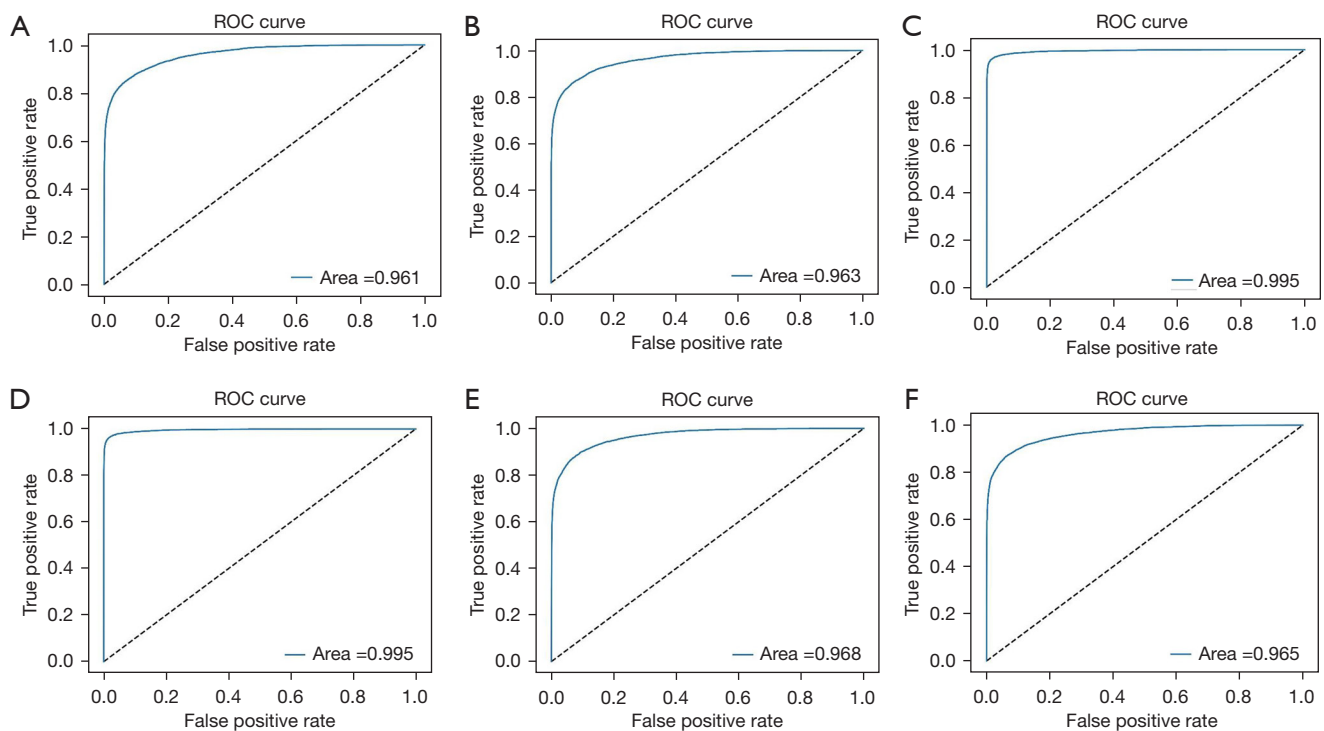 A
ROC curve
True positive rate
1.0
0.8
0.6
0.4
0.2
0.0
Area =0.961
0.0 0.2 0.4 0.6 0.8 1.0
False positive rate
B
ROC curve
True positive rate
1.0
0.8
0.6
0.4
0.2
0.0
Area =0.963
0.0 0.2 0.4 0.6 0.8 1.0
False positive rate
C
ROC curve
True positive rate
1.0
0.8
0.6
0.4
0.2
0.0
Area =0.995
0.0 0.2 0.4 0.6 0.8 1.0
False positive rate
D
ROC curve
True positive rate
1.0
0.8
0.6
0.4
0.2
0.0
Area =0.995
0.0 0.2 0.4 0.6 0.8 1.0
False positive rate
E
ROC curve
True positive rate
1.0
0.8
0.6
0.4
0.2
0.0
Area =0.968
0.0 0.2 0.4 0.6 0.8 1.0
False positive rate
F
ROC curve
True positive rate
1.0
0.8
0.6
0.4
0.2
0.0
Area =0.965
0.0 0.2 0.4 0.6 0.8 1.0
False positive rate